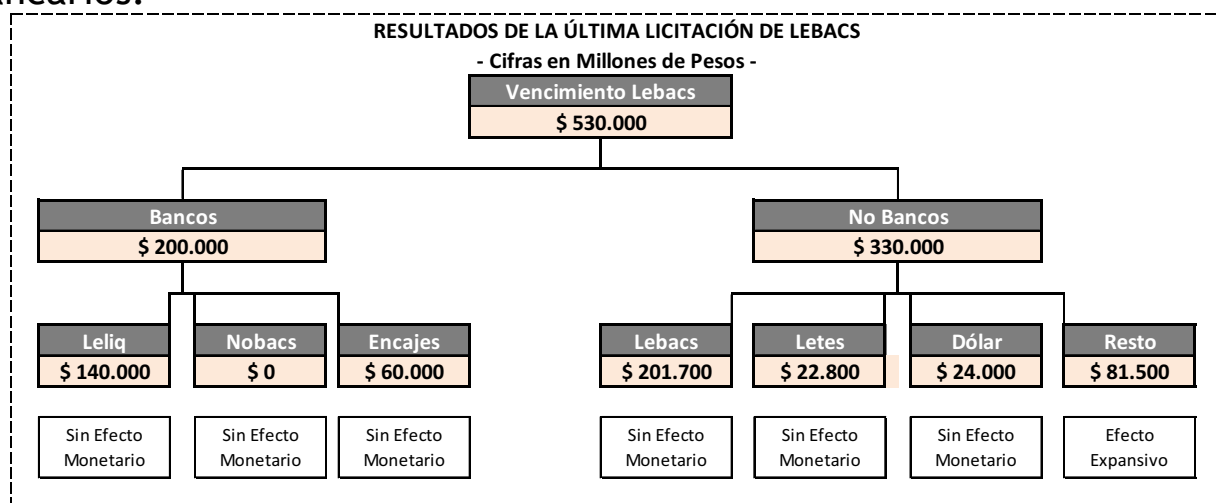 RESULTADOS DE LA ÚLTIMA LICITACIÓN DE LEBACS
- Cifras en Millones de Pesos -
Vencimiento Lebacs
$ 530.000
Bancos
$ 200.000
No Bancos
$ 330.000
Leliq
$ 140.000
Nobacs
$ 0
Encajes
$ 60.000
Lebacs
$ 201.700
Letes
$ 22.800
Dólar
$ 24.000
Resto
$ 81.500
Sin Efecto
Monetario
Sin Efecto
Monetario
Sin Efecto
Monetario
Sin Efecto
Monetario
Sin Efecto
Monetario
Sin Efecto
Monetario
Efecto
Expansivo